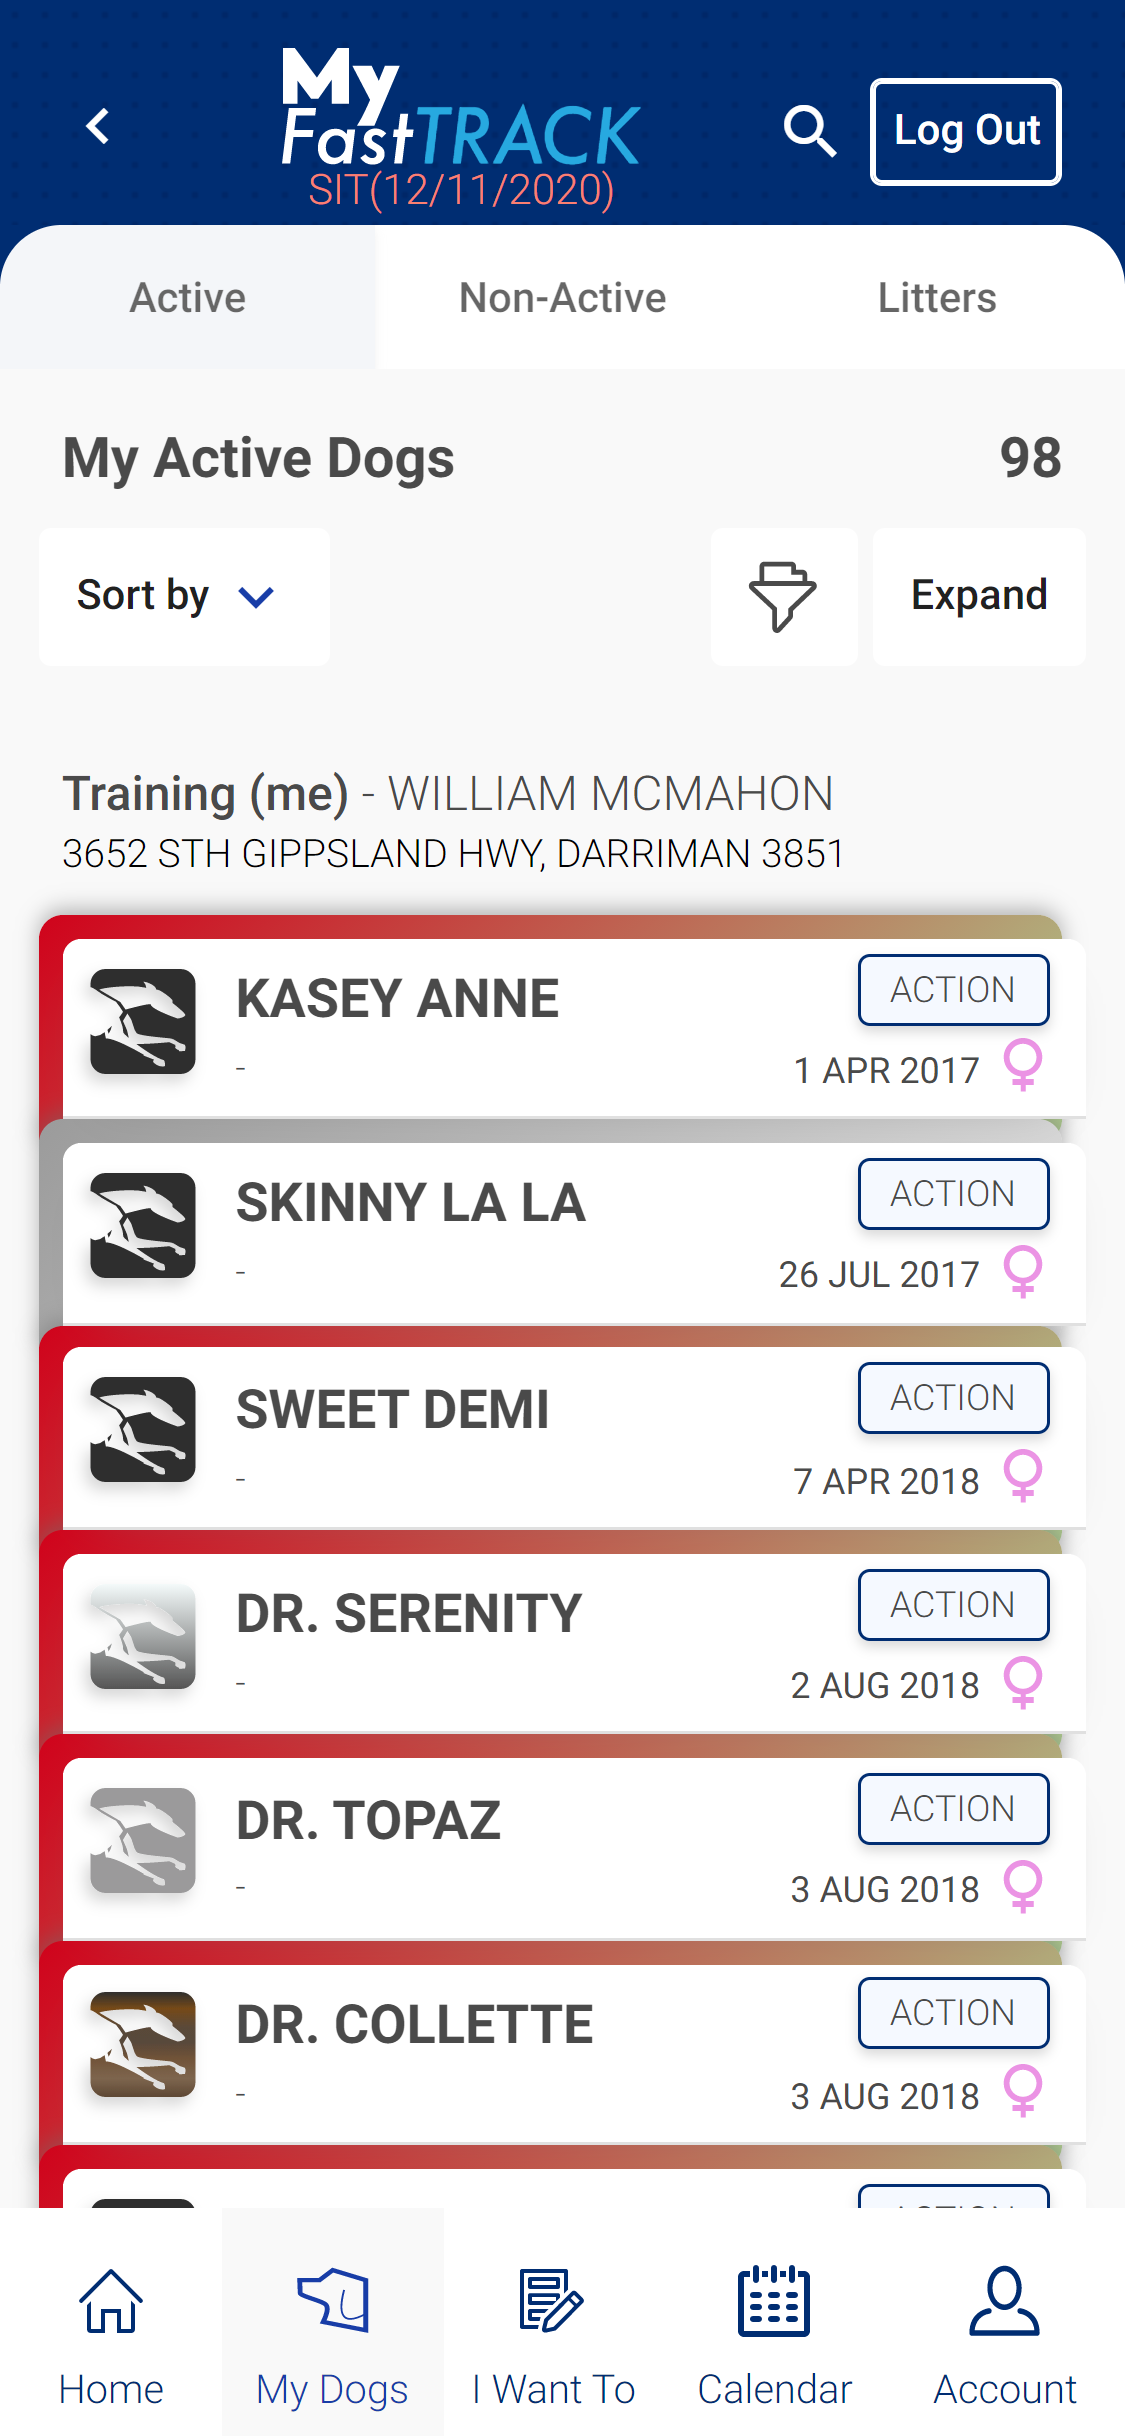 My
FastTRACK
SIT(12/11/2020)
Log Out
Active Non-Active Litters
My Active Dogs 98
Sort by Expand
Training (me) - WILLIAM MCMAHON
3652 STH GIPPSLAND HWY, DARRIMAN 3851
KASEY ANNE ACTION
- 1 APR 2017
SKINNY LA LA ACTION
- 26 JUL 2017
SWEET DEMI ACTION
- 7 APR 2018
DR. SERENITY ACTION
- 2 AUG 2018
DR. TOPAZ ACTION
- 3 AUG 2018
DR. COLLETTE ACTION
- 3 AUG 2018
Home My Dogs I Want To Calendar Account